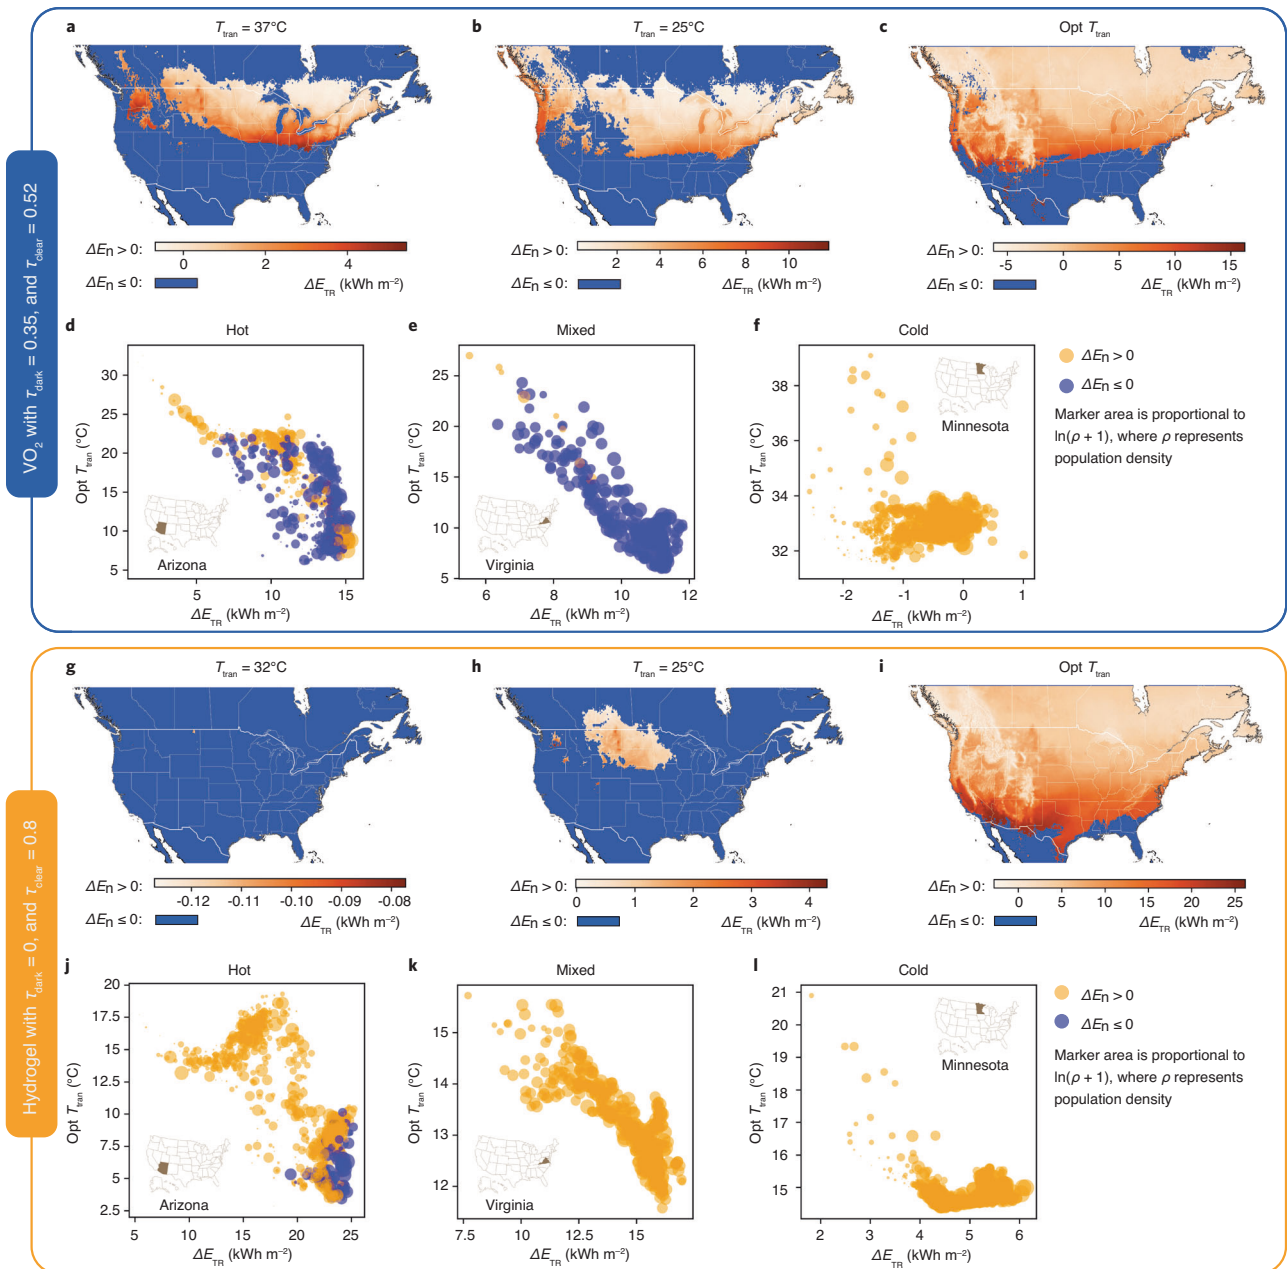 VO₂ with τdark = 0.35, and τclear = 0.52
a
Ttran = 37°C
b
Ttran = 25°C
c
Opt Ttran
ΔEn > 0:
0 2 4
ΔEn ≤ 0:
ΔETR (kWh m⁻²)
ΔEn > 0:
2 4 6 8 10
ΔEn ≤ 0:
ΔETR (kWh m⁻²)
ΔEn > 0:
-5 0 5 10 15
ΔEn ≤ 0:
ΔETR (kWh m⁻²)
d
Hot
Opt Ttran (°C)
30
25
20
15
10
5
Arizona
5 10 15
ΔETR (kWh m⁻²)
e
Mixed
Opt Ttran (°C)
25
20
15
10
5
Virginia
6 8 10 12
ΔETR (kWh m⁻²)
f
Cold
Opt Ttran (°C)
38
36
34
32
Minnesota
-2 -1 0 1
ΔETR (kWh m⁻²)
ΔEn > 0
ΔEn ≤ 0
Marker area is proportional to
ln(ρ + 1), where ρ represents
population density
Hydrogel with τdark = 0, and τclear = 0.8
g
Ttran = 32°C
h
Ttran = 25°C
i
Opt Ttran
ΔEn > 0:
-0.12 -0.11 -0.10 -0.09 -0.08
ΔEn ≤ 0:
ΔETR (kWh m⁻²)
ΔEn > 0:
0 1 2 3 4
ΔEn ≤ 0:
ΔETR (kWh m⁻²)
ΔEn > 0:
0 5 10 15 20 25
ΔEn ≤ 0:
ΔETR (kWh m⁻²)
j
Hot
Opt Ttran (°C)
20
17.5
15
12.5
10
7.5
5
2.5
Arizona
5 10 15 20 25
ΔETR (kWh m⁻²)
k
Mixed
Opt Ttran (°C)
15
14
13
12
Virginia
7.5 10 12.5 15
ΔETR (kWh m⁻²)
l
Cold
Opt Ttran (°C)
21
20
19
18
17
16
15
Minnesota
2 3 4 5 6
ΔETR (kWh m⁻²)
ΔEn > 0
ΔEn ≤ 0
Marker area is proportional to
ln(ρ + 1), where ρ represents
population density